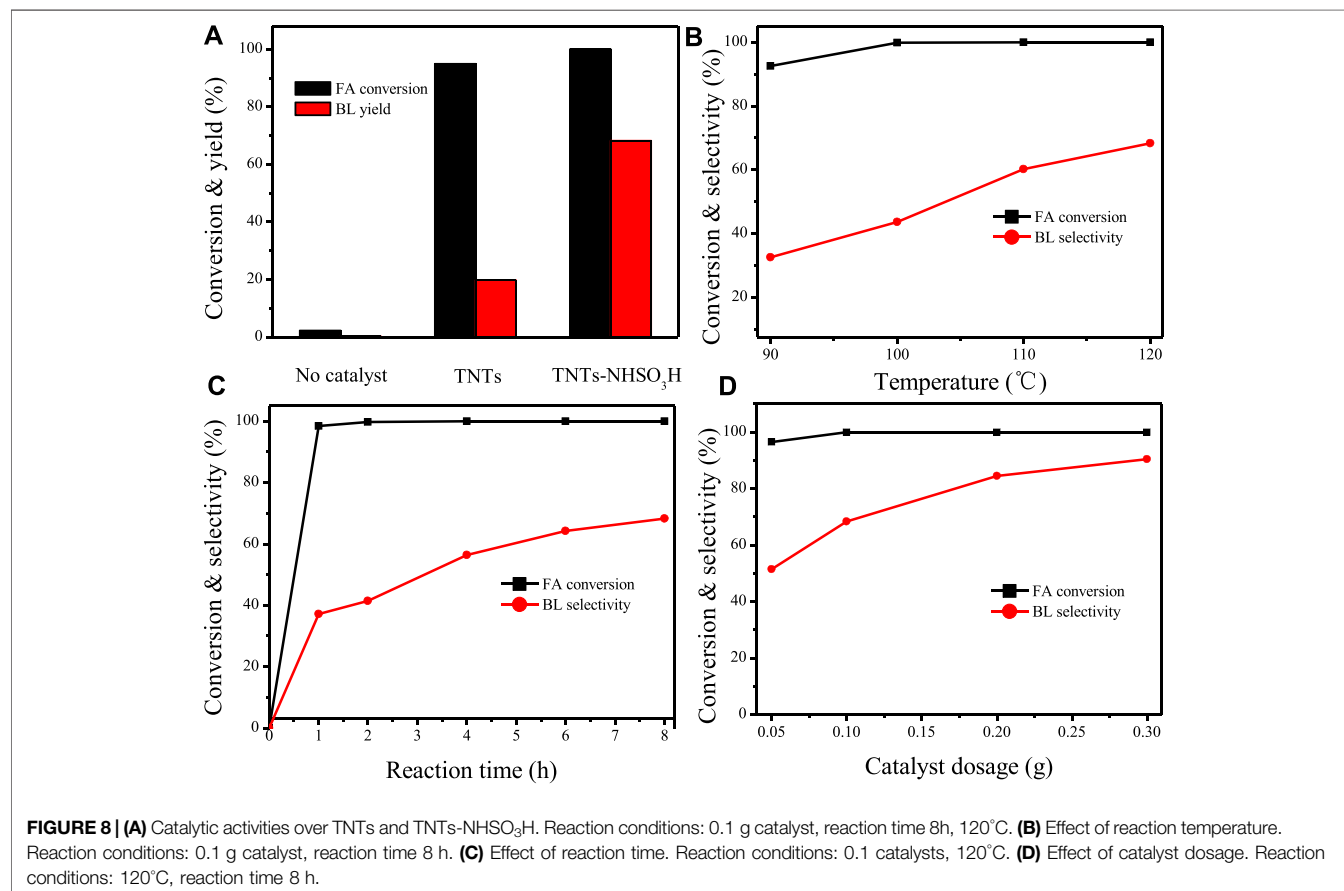 A
Conversion & yield (%)
100
80
60
40
20
0
FA conversion
BL yield
No catalyst
TNTs
TNTs-NHSO₃H
B
Conversion & selectivity (%)
100
80
60
40
20
FA conversion
BL selectivity
90
100
110
120
Temperature (℃)
C
Conversion & selectivity (%)
100
80
60
40
20
0
FA conversion
BL selectivity
0
1
2
3
4
5
6
7
8
Reaction time (h)
D
Conversion & selectivity (%)
100
80
60
40
20
0
FA conversion
BL selectivity
0.05
0.10
0.15
0.20
0.25
0.30
Catalyst dosage (g)
FIGURE 8 | (A) Catalytic activities over TNTs and TNTs-NHSO₃H. Reaction conditions: 0.1 g catalyst, reaction time 8h, 120°C. (B) Effect of reaction temperature.
Reaction conditions: 0.1 g catalyst, reaction time 8 h. (C) Effect of reaction time. Reaction conditions: 0.1 catalysts, 120°C. (D) Effect of catalyst dosage. Reaction
conditions: 120°C, reaction time 8 h.